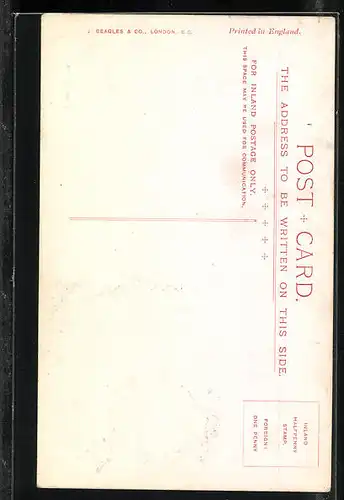 POST CARD.
THE ADDRESS TO BE WRITTEN ON THIS SIDE.
FOR INLAND POSTAGE ONLY.
THIS SPACE MAY BE USED FOR COMMUNICATION.
INLAND
HALFPENNY
STAMP.
FOREIGN
ONE PENNY
J. BEAGLES & CO., LONDON, E.C.
Printed in England.